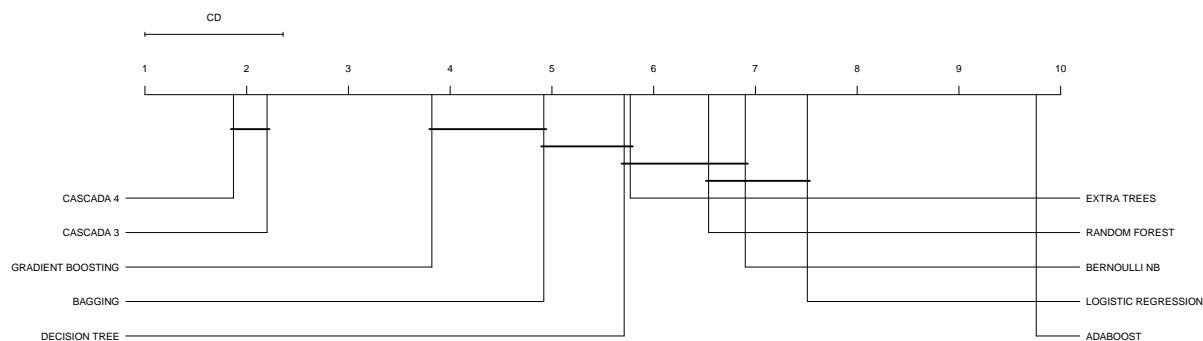 CD
1 2 3 4 5 6 7 8 9 10
CASCADA 4
CASCADA 3
GRADIENT BOOSTING
BAGGING
DECISION TREE
EXTRA TREES
RANDOM FOREST
BERNOULLI NB
LOGISTIC REGRESSION
ADABOOST